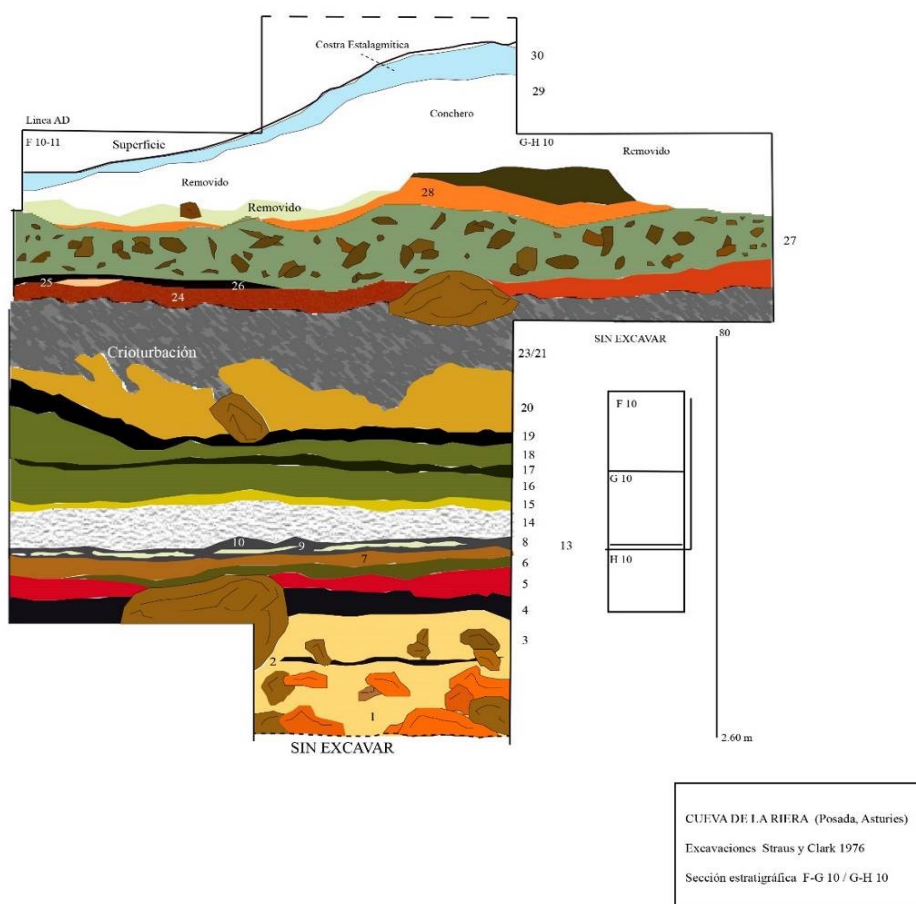 Costra Estalagmítica
30
29
Conchero
Linea AD
F 10-11
Superficie
G-H 10
Removido
Removido
28
Removido
27
25
26
24
80
SIN EXCAVAR
Crioturbación
23/21
F 10
20
19
18
17
G 10
16
15
14
10
9
8
13
7
6
H 10
5
4
3
2
1
2.60 m
SIN EXCAVAR
CUEVA DE LA RIERA (Posada, Asturies)
Excavaciones Straus y Clark 1976
Sección estratigráfica F-G 10 / G-H 10